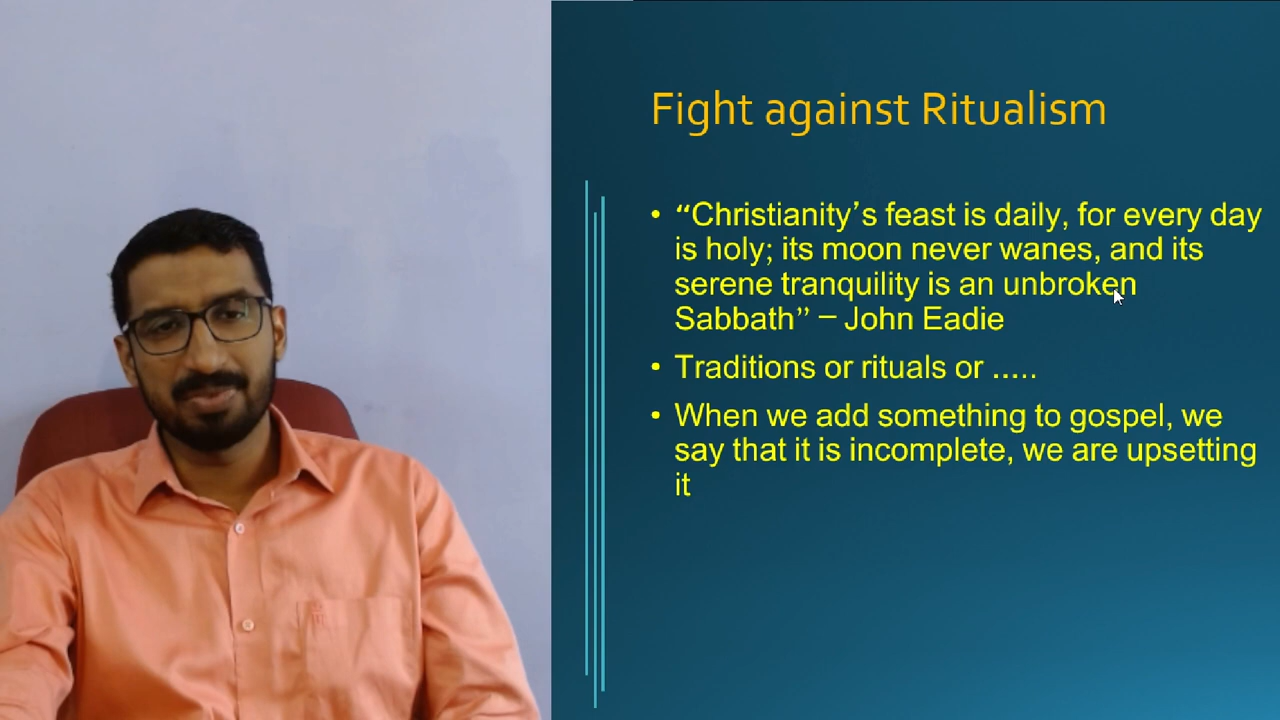 Fight against Ritualism
• “Christianity’s feast is daily, for every day
is holy; its moon never wanes, and its
serene tranquility is an unbroken
Sabbath” – John Eadie
• Traditions or rituals or .....
• When we add something to gospel, we
say that it is incomplete, we are upsetting
it